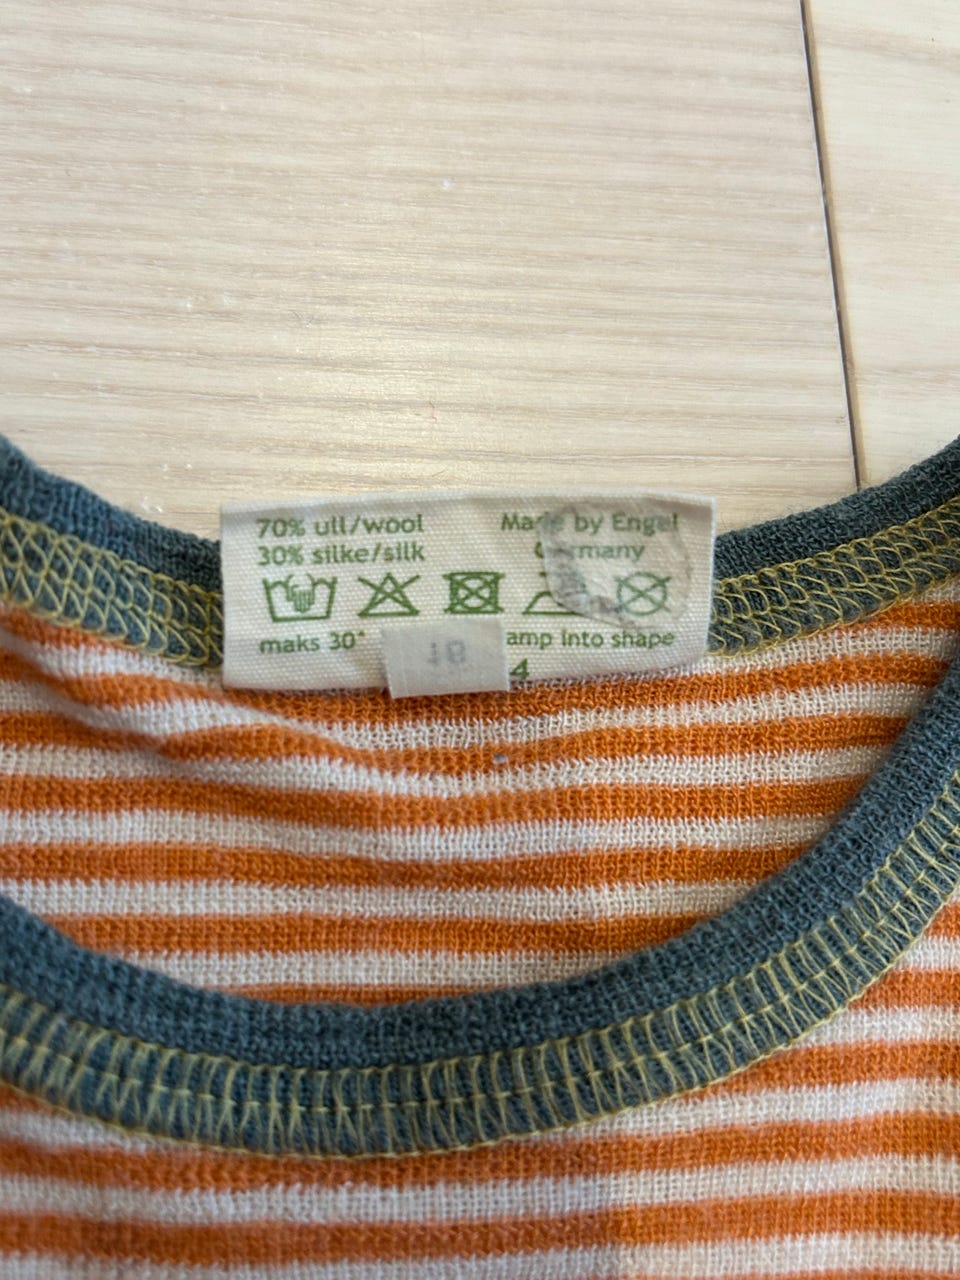 70% ull/wool
30% silke/silk
maks 30°
Made by Engel
Germany
amp into shape
4